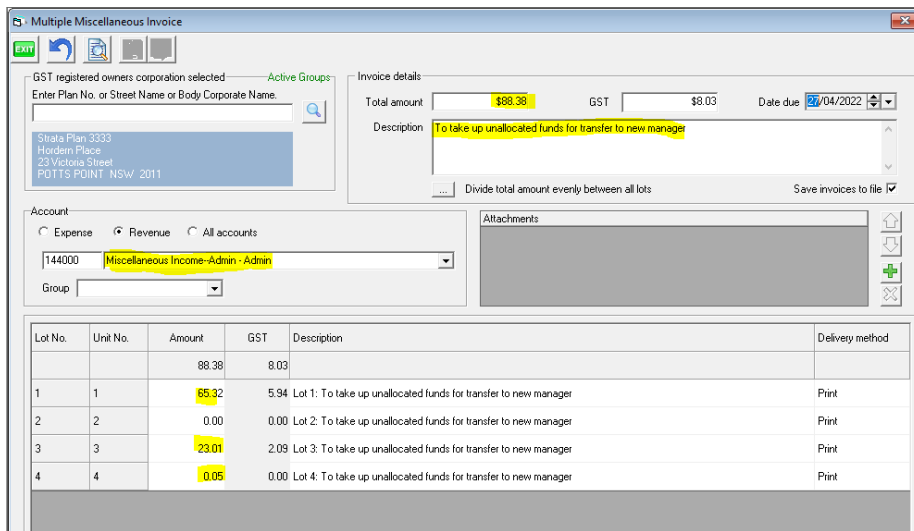 Multiple Miscellaneous Invoice
EXIT
GST registered owners corporation selected Active Groups
Enter Plan No. or Street Name or Body Corporate Name.
Strata Plan 3333
Hordern Place
23 Victoria Street
POTTS POINT NSW 2011
Invoice details
Total amount $88.38 GST $8.03 Date due 27/04/2022
Description To take up unallocated funds for transfer to new manager
... Divide total amount evenly between all lots Save invoices to file
Account
Expense Revenue All accounts
144000 Miscellaneous Income--Admin - Admin
Group
Attachments
Lot No. Unit No. Amount GST Description Delivery method
88.38 8.03
1 1 65.32 5.94 Lot 1: To take up unallocated funds for transfer to new manager Print
2 2 0.00 0.00 Lot 2: To take up unallocated funds for transfer to new manager Print
3 3 23.01 2.09 Lot 3: To take up unallocated funds for transfer to new manager Print
4 4 0.05 0.00 Lot 4: To take up unallocated funds for transfer to new manager Print